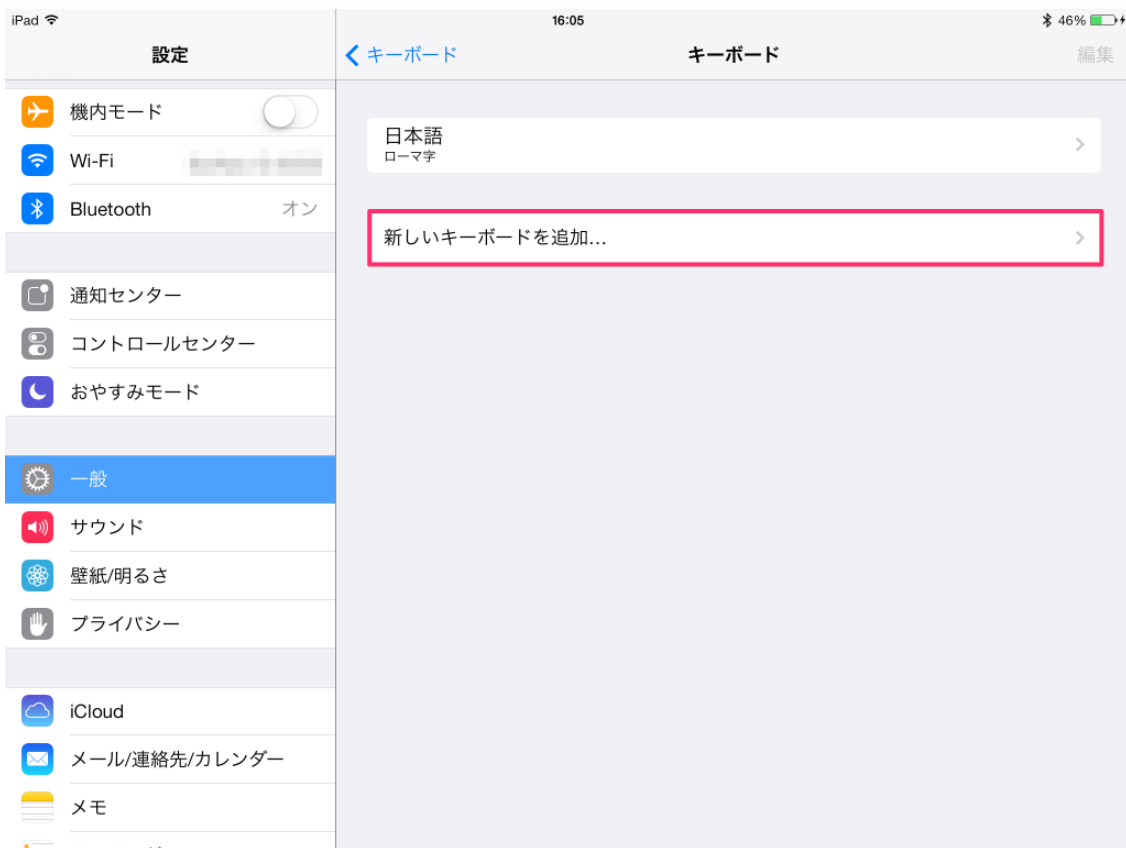 iPad
16:05
46%
設定
キーボード
キーボード
編集
機内モード
Wi-Fi
Bluetooth
オン
通知センター
コントロールセンター
おやすみモード
一般
サウンド
壁紙/明るさ
プライバシー
iCloud
メール/連絡先/カレンダー
メモ
日本語
ローマ字
新しいキーボードを追加...